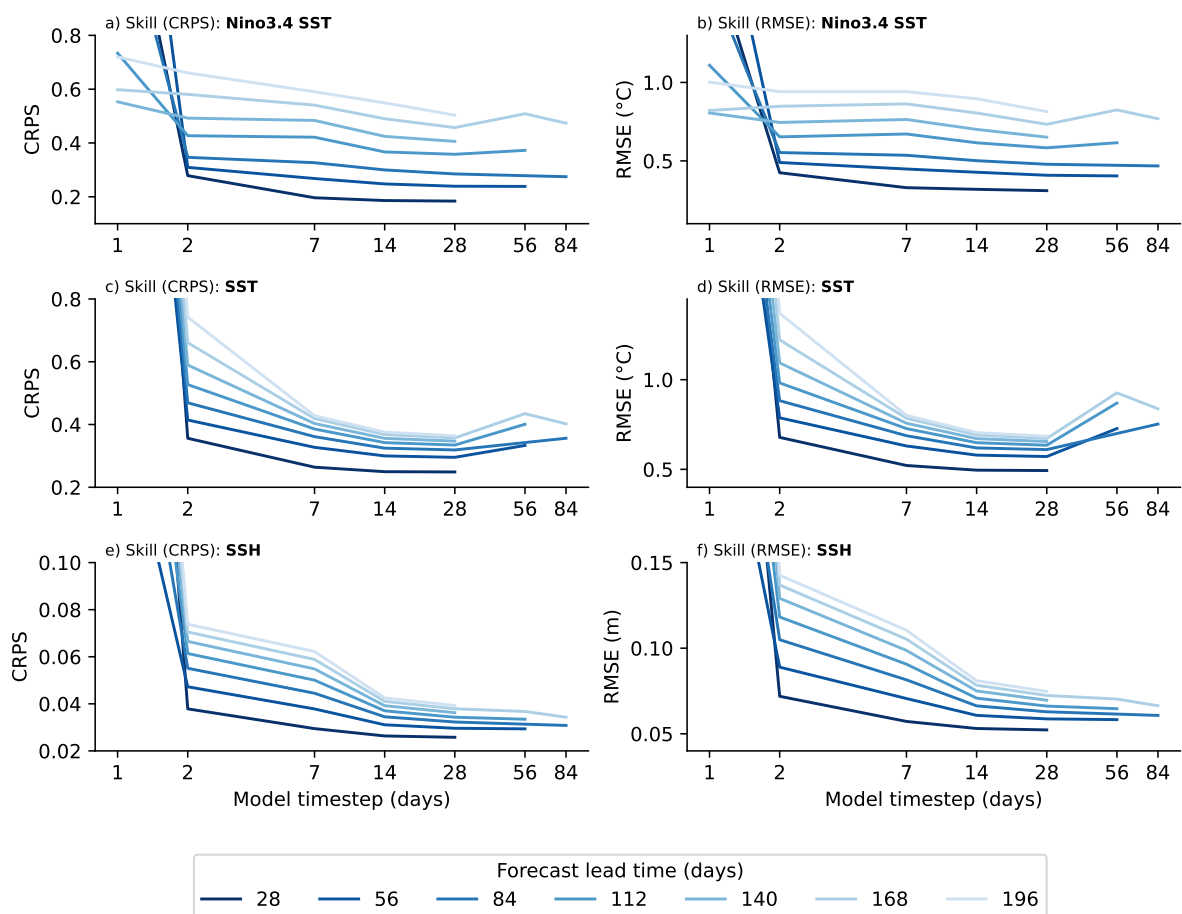 a) Skill (CRPS): Nino3.4 SST
0.8
0.6
0.4
0.2
CRPS
1 2 7 14 28 56 84
b) Skill (RMSE): Nino3.4 SST
1.0
0.5
RMSE (°C)
1 2 7 14 28 56 84
c) Skill (CRPS): SST
0.8
0.6
0.4
0.2
CRPS
1 2 7 14 28 56 84
d) Skill (RMSE): SST
1.0
0.5
RMSE (°C)
1 2 7 14 28 56 84
e) Skill (CRPS): SSH
0.10
0.08
0.06
0.04
0.02
CRPS
1 2 7 14 28 56 84
Model timestep (days)
f) Skill (RMSE): SSH
0.15
0.10
0.05
RMSE (m)
1 2 7 14 28 56 84
Model timestep (days)
Forecast lead time (days)
28 56 84 112 140 168 196